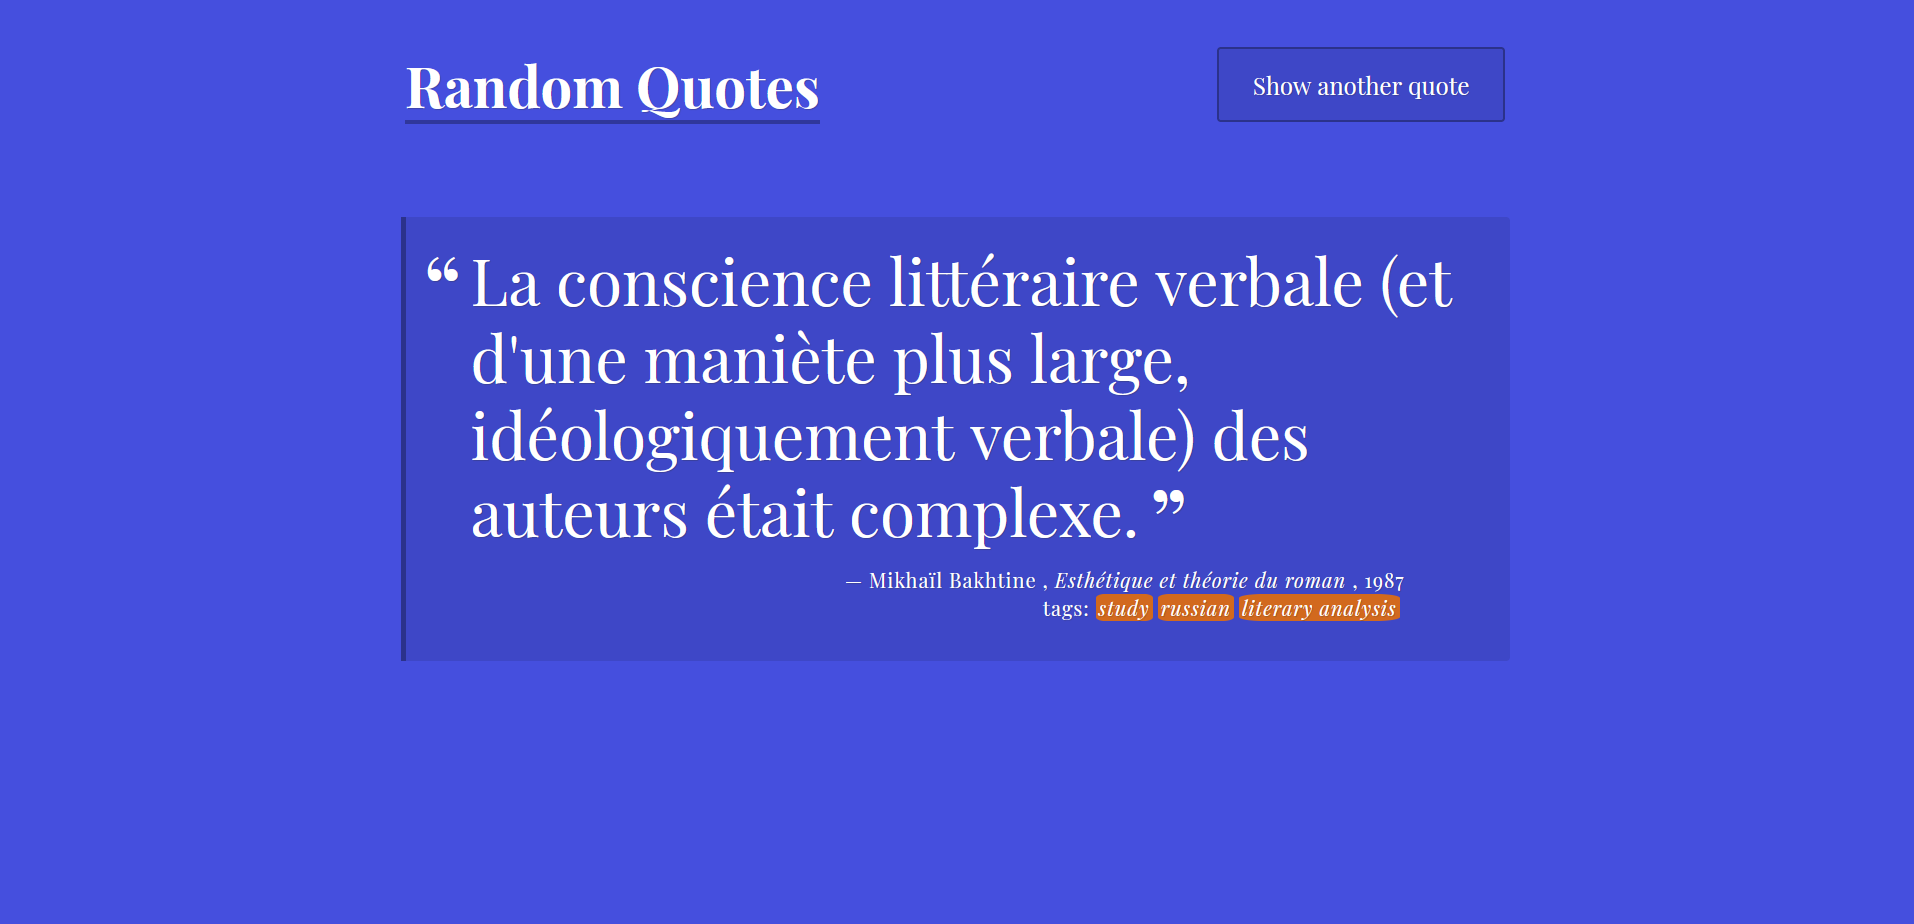 Random Quotes
Show another quote
“ La conscience littéraire verbale (et
d'une maniète plus large,
idéologiquement verbale) des
auteurs était complexe. ”
— Mikhaïl Bakhtine , Esthétique et théorie du roman , 1987
tags: study russian literary analysis